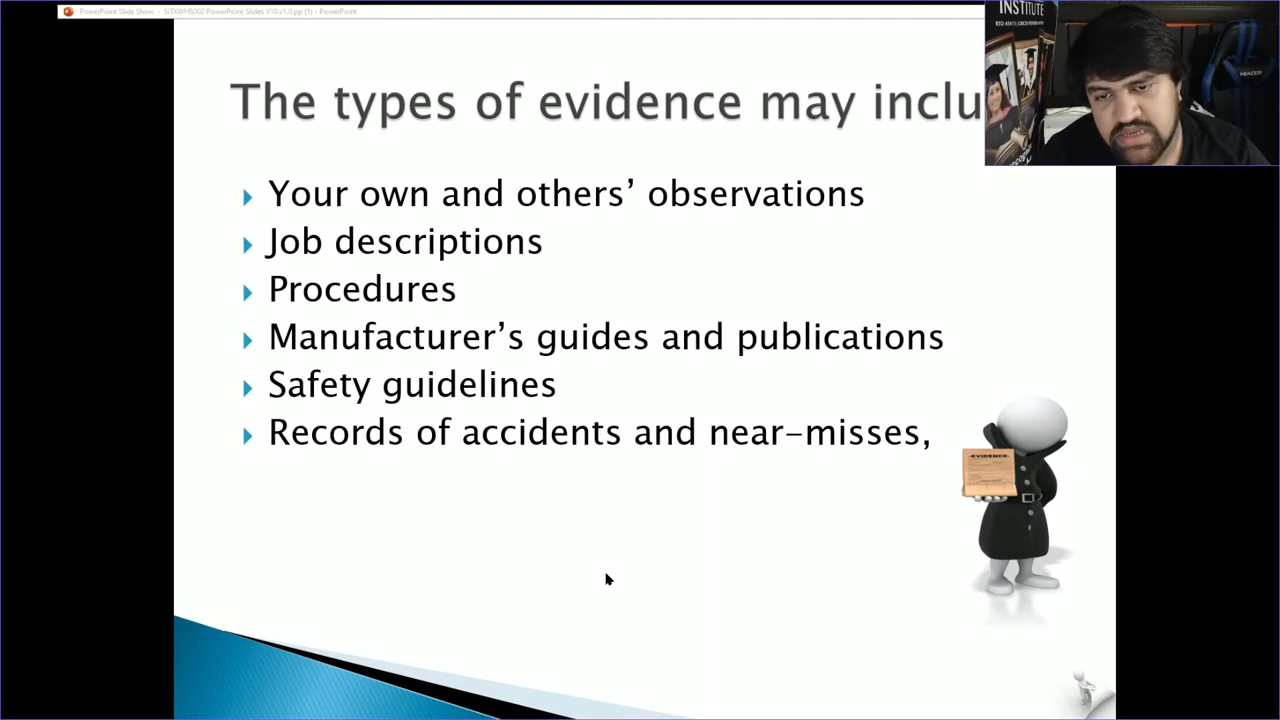 PowerPoint Slide Show - SITXWHS002 PowerPoint Slides V10.v1.0.pp (1) - PowerPoint
INSTITUTE
The types of evidence may inclu
Your own and others’ observations
Job descriptions
Procedures
Manufacturer’s guides and publications
Safety guidelines
Records of accidents and near-misses,
EVIDENCE